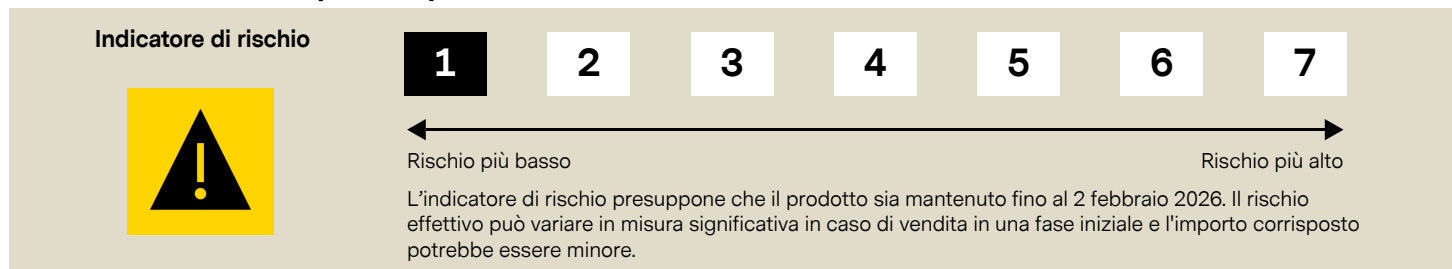 Indicatore di rischio
1 2 3 4 5 6 7
Rischio più basso Rischio più alto
L'indicatore di rischio presuppone che il prodotto sia mantenuto fino al 2 febbraio 2026. Il rischio
effettivo può variare in misura significativa in caso di vendita in una fase iniziale e l'importo corrisposto
potrebbe essere minore.